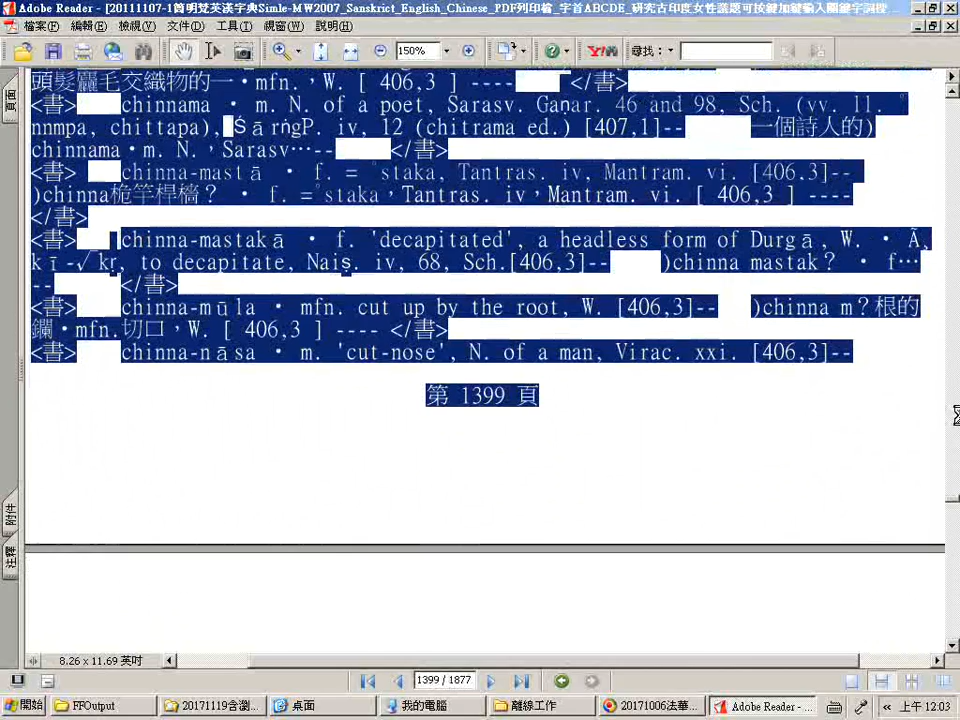 Adobe Reader - [20111107-1簡明梵英漢字典Simle-MW2007_Sanskrict_English_Chinese_PDF列印檔_字首ABCDE_研究古印度女性議題可按鍵加鍵輸入關鍵字詞搜
檔案(F) 編輯(E) 檢視(V) 文件(D) 工具(T) 視窗(W) 說明(H)
150% 尋找:
頁面
頭髮靍毛交織物的一‧mfn.,W. [ 406,3 ] ---- </書>
<書> chinnama ‧ m. N. of a poet, Sarasv. Gaṇar. 46 and 98, Sch. (vv. ll. °
nnmpa, chittapa), ŚārṅgP. iv, 12 (chitrama ed.) [407,1]-- 一個詩人的)
chinnama‧m. N.,Sarasv…-- </書>
<書> chinna-mastā ‧ f. = °staka, Tantras. iv, Mantram. vi. [406,3]--
)chinna桅竿桿檣? ‧ f. =°staka,Tantras. iv,Mantram. vi. [ 406,3 ] ----
</書>
<書> chinna-mastakā ‧ f. 'decapitated', a headless form of Durgā, W. ‧ Ã,
kī-√kṛ, to decapitate, Naiṣ. iv, 68, Sch.[406,3]-- )chinna mastak? ‧ f…
-- </書>
<書> chinna-mūla ‧ mfn. cut up by the root, W. [406,3]-- )chinna m?根的
鑭‧mfn.切口,W. [ 406,3 ] ---- </書>
<書> chinna-nāsa ‧ m. 'cut-nose', N. of a man, Virac. xxi. [406,3]--
第 1399 頁
附件
注釋
8.26 x 11.69 英吋
1399 / 1877
開始 FFOutput 20171119含瀏... 桌面 我的電腦 離線工作 20171006法華... Adobe Reader - ... 上午 12:03